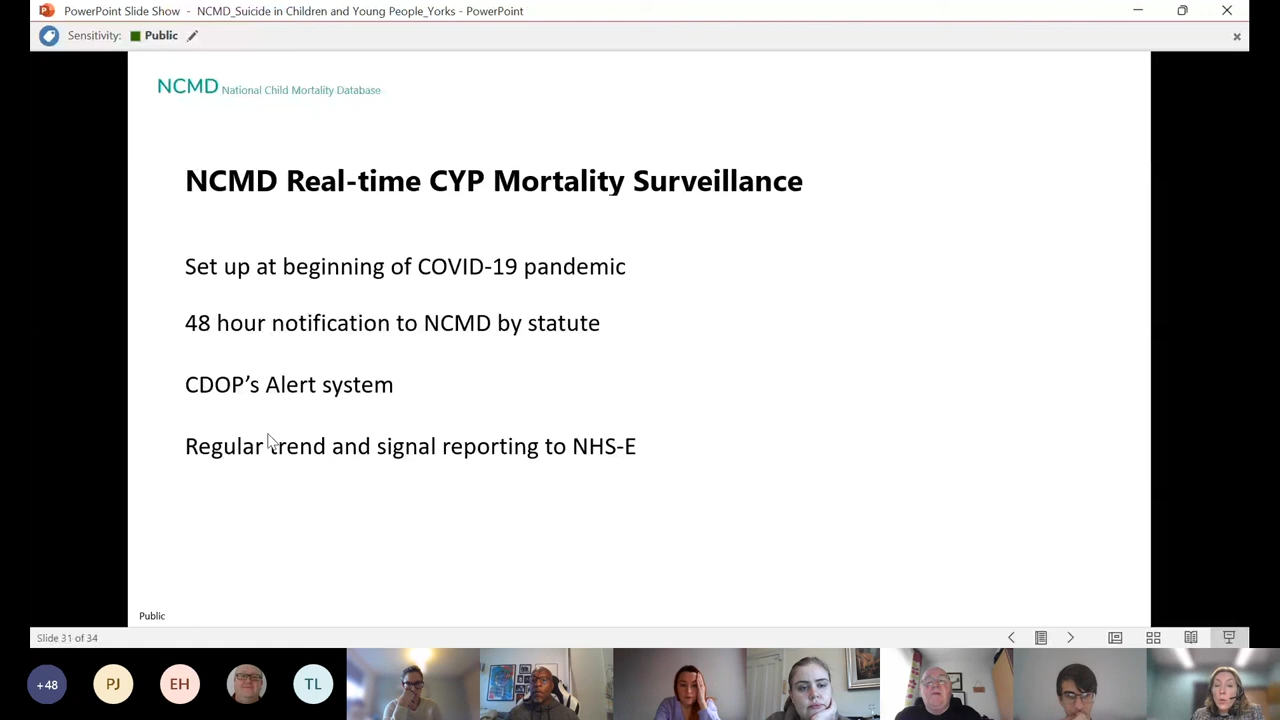 PowerPoint Slide Show - NCMD_Suicide in Children and Young People_Yorks - PowerPoint
Sensitivity: Public
NCMD National Child Mortality Database
NCMD Real-time CYP Mortality Surveillance
Set up at beginning of COVID-19 pandemic
48 hour notification to NCMD by statute
CDOP’s Alert system
Regular trend and signal reporting to NHS-E
Public
Slide 31 of 34
+48 PJ EH TL